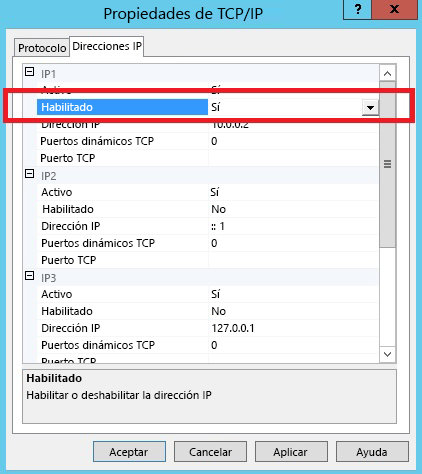 Propiedades de TCP/IP
?
x
Protocolo Direcciones IP
IP1
Activo Sí
Habilitado Sí
Dirección IP 10.0.0.2
Puertos dinámicos TCP 0
Puerto TCP
IP2
Activo Sí
Habilitado No
Dirección IP :: 1
Puertos dinámicos TCP 0
Puerto TCP
IP3
Activo Sí
Habilitado No
Dirección IP 127.0.0.1
Puertos dinámicos TCP 0
Puerto TCP
Habilitado
Habilitar o deshabilitar la dirección IP
Aceptar Cancelar Aplicar Ayuda